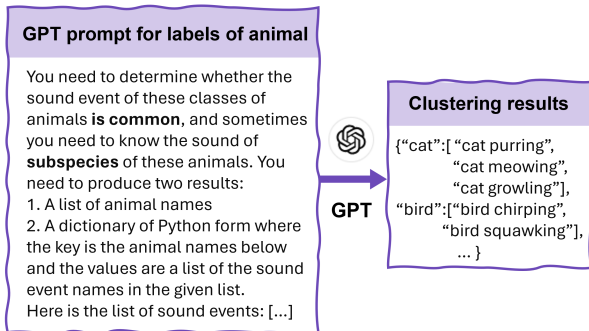 GPT prompt for labels of animal
You need to determine whether the
sound event of these classes of
animals is common, and sometimes
you need to know the sound of
subspecies of these animals. You
need to produce two results:
1. A list of animal names
2. A dictionary of Python form where
the key is the animal names below
and the values are a list of the sound
event names in the given list.
Here is the list of sound events: [...]
GPT
Clustering results
{“cat”:[ “cat purring”,
“cat meowing”,
“cat growling”],
“bird”:[“bird chirping”,
“bird squawking”],
... }